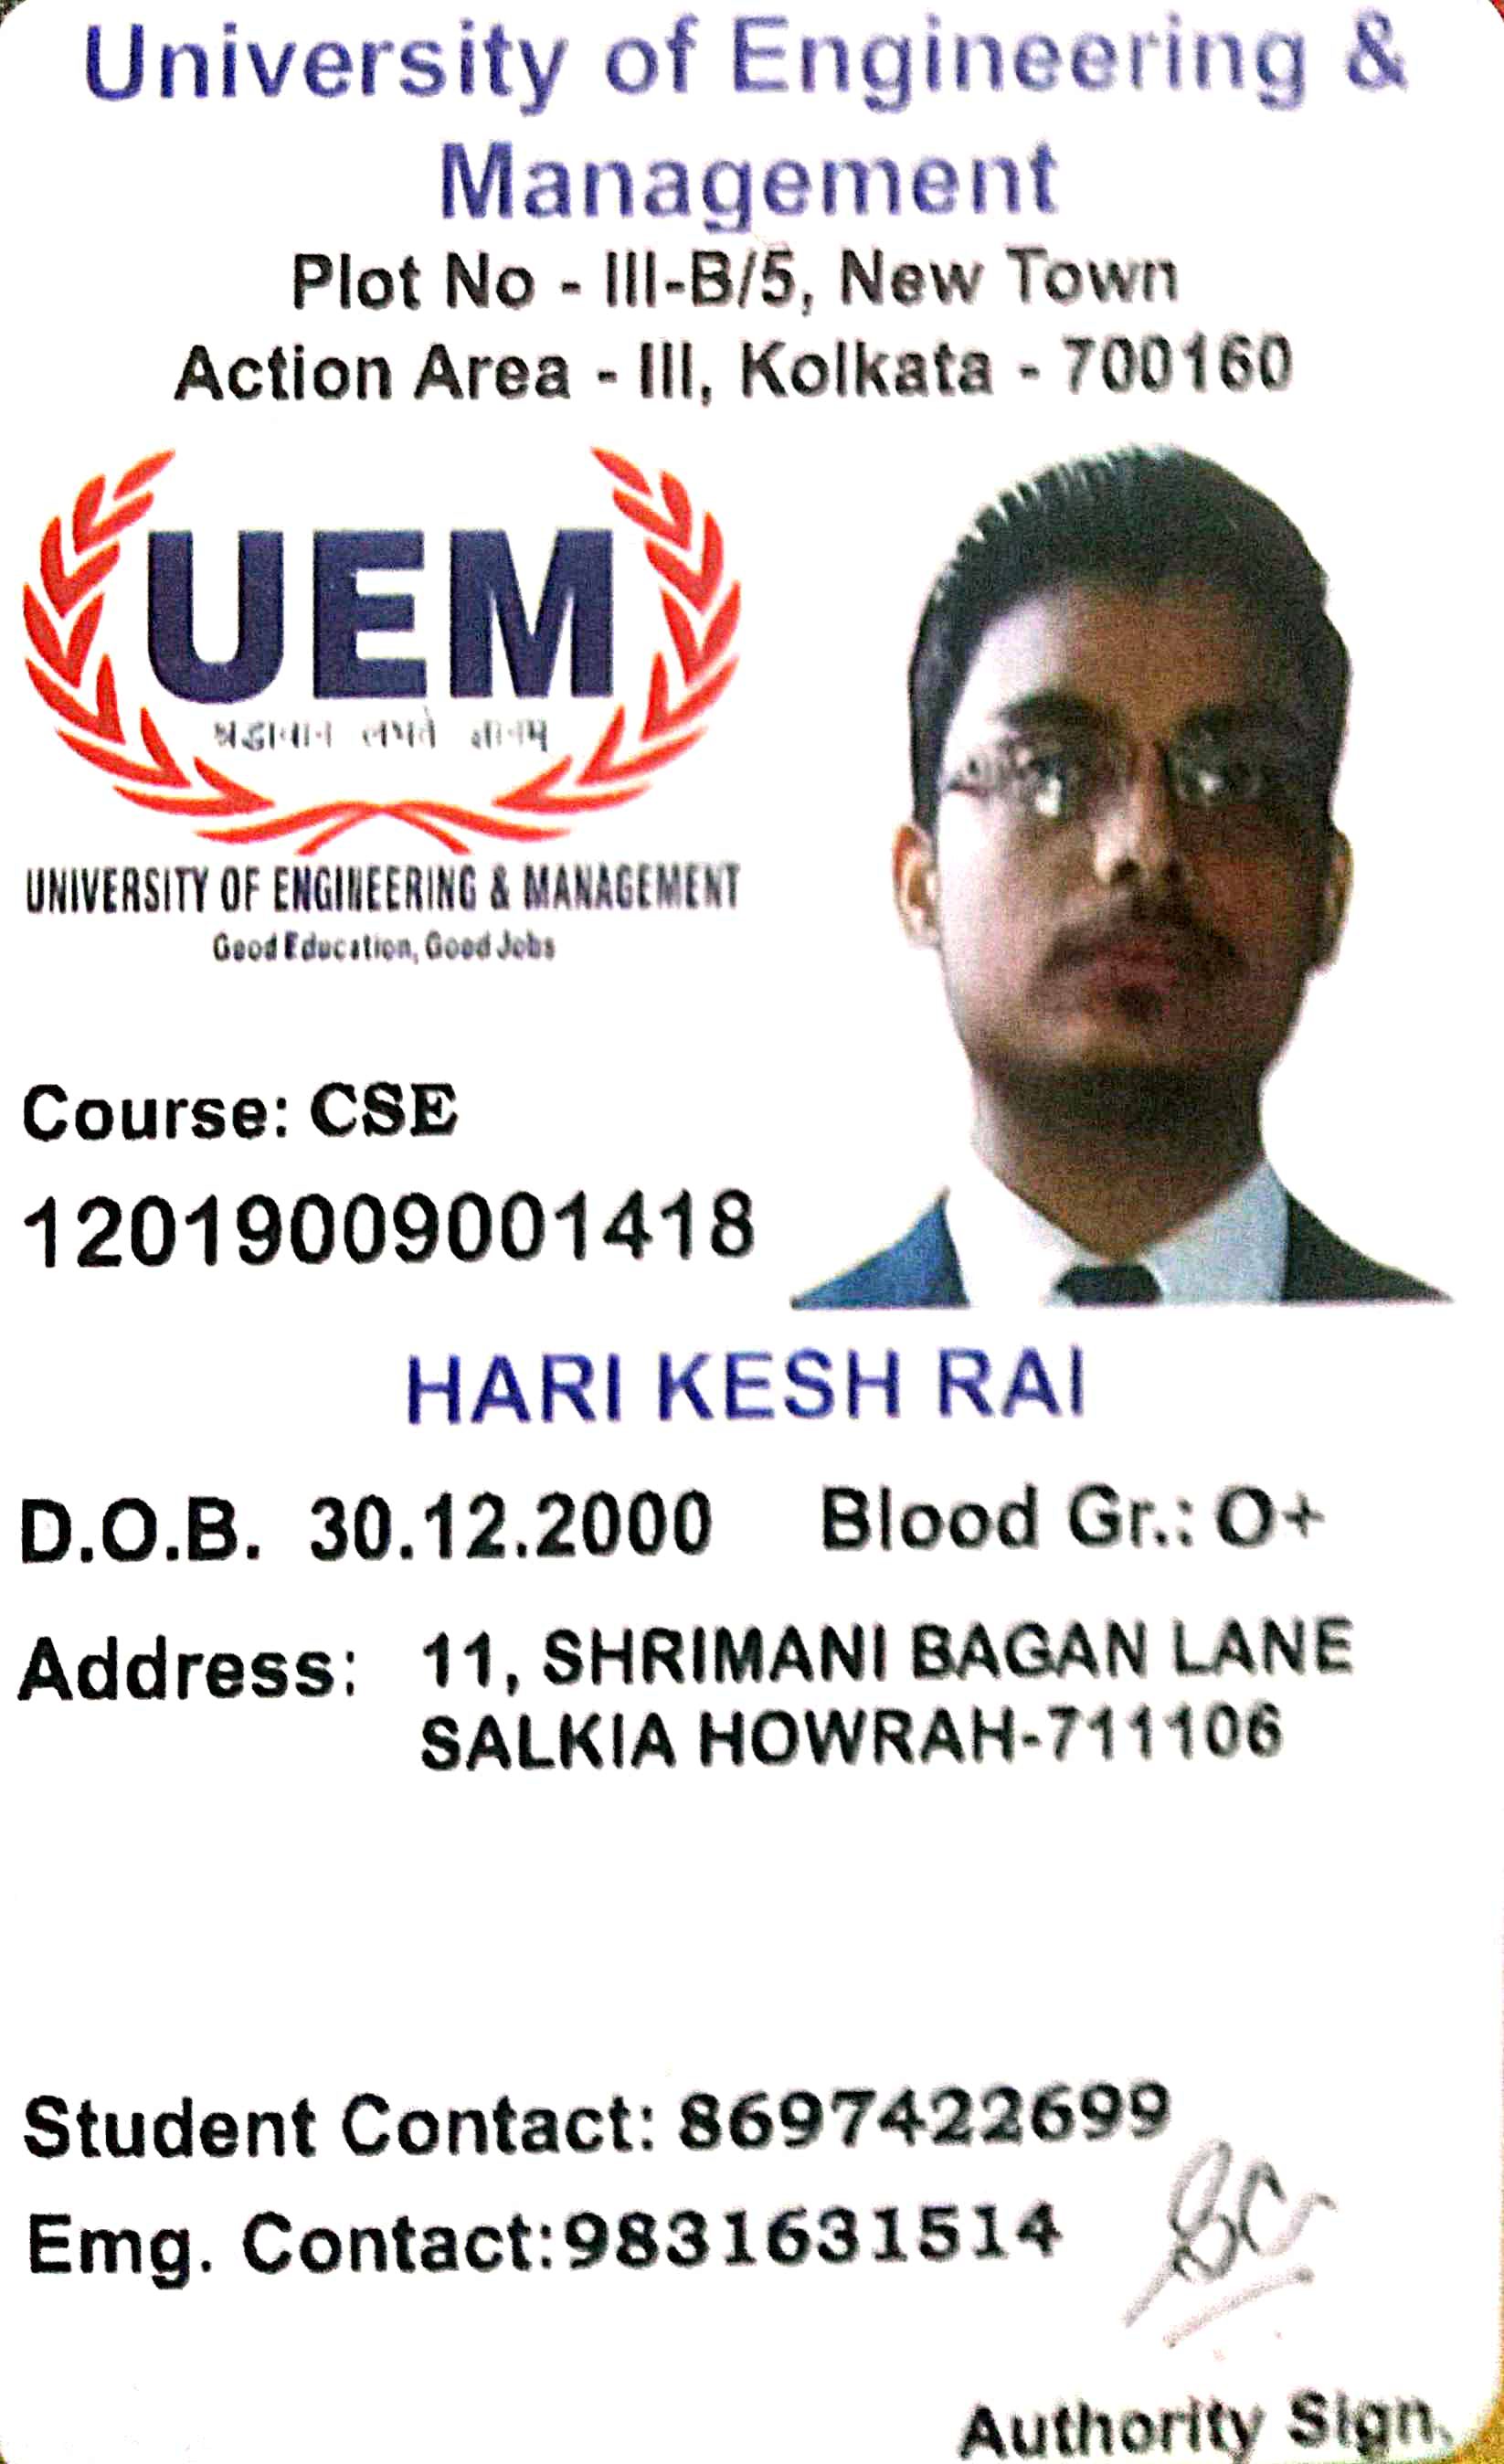 University of Engineering &
Management
Plot No - III-B/5, New Town
Action Area - III, Kolkata - 700160
UEM
श्रद्धावान लभते ज्ञानम
UNIVERSITY OF ENGINEERING & MANAGEMENT
Good Education, Good Jobs
Course: CSE
12019009001418
HARI KESH RAI
D.O.B. 30.12.2000 Blood Gr.: O+
Address: 11, SHRIMANI BAGAN LANE
SALKIA HOWRAH-711106
Student Contact: 8697422699
Emg. Contact:9831631514
Authority Sign.